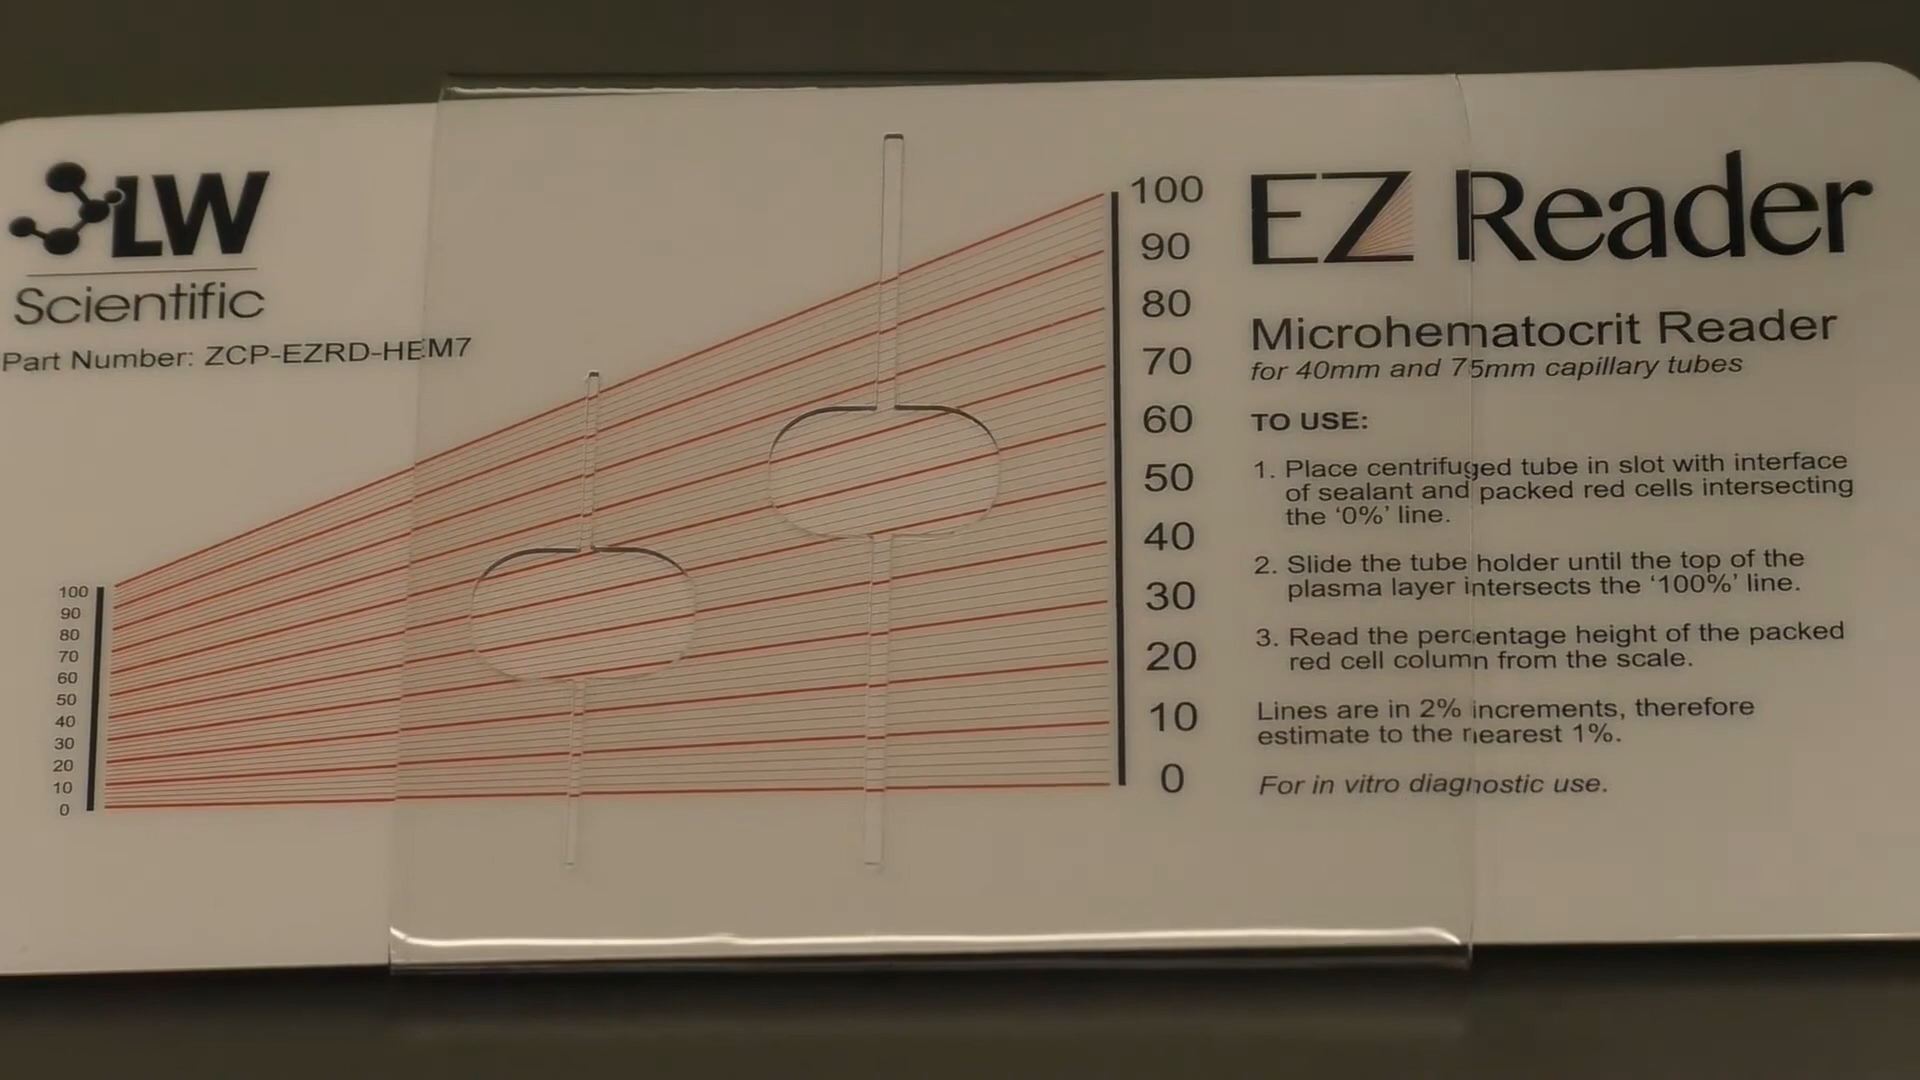 LW
Scientific
Part Number: ZCP-EZRD-HEM7
100
90
80
70
60
50
40
30
20
10
0
100
90
80
70
60
50
40
30
20
10
0
EZ Reader
Microhematocrit Reader
for 40mm and 75mm capillary tubes
TO USE:
1. Place centrifuged tube in slot with interface
of sealant and packed red cells intersecting
the ‘0%’ line.
2. Slide the tube holder until the top of the
plasma layer intersects the ‘100%’ line.
3. Read the percentage height of the packed
red cell column from the scale.
Lines are in 2% increments, therefore
estimate to the nearest 1%.
For in vitro diagnostic use.